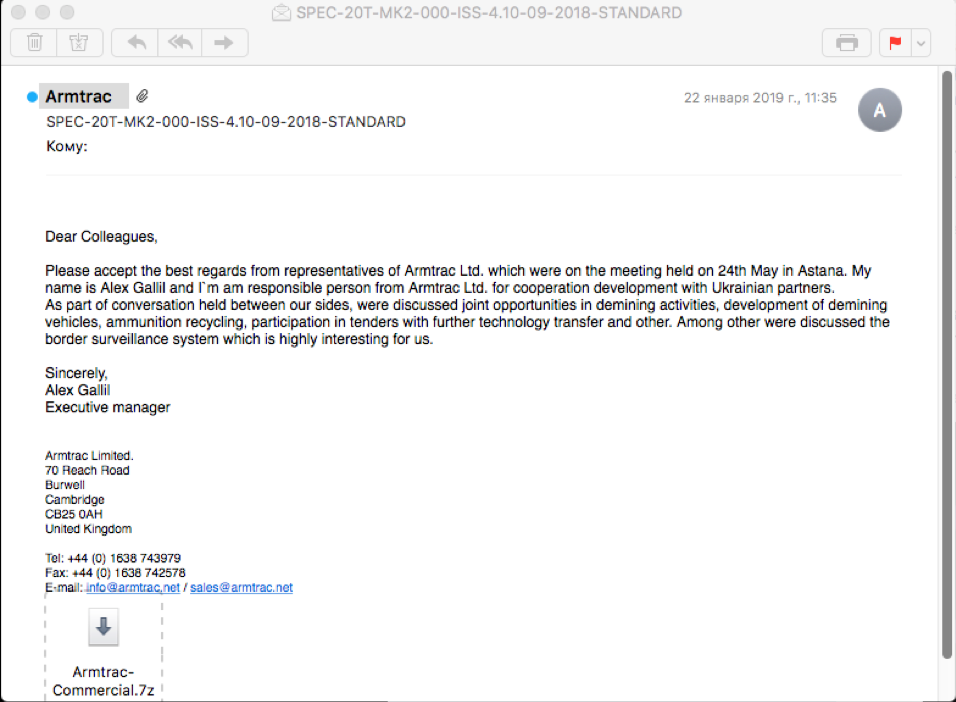 SPEC-20T-MK2-000-ISS-4.10-09-2018-STANDARD
Armtrac
22 января 2019 г., 11:35
A
SPEC-20T-MK2-000-ISS-4.10-09-2018-STANDARD
Кому:
Dear Colleagues,
Please accept the best regards from representatives of Armtrac Ltd. which were on the meeting held on 24th May in Astana. My
name is Alex Gallil and I`m am responsible person from Armtrac Ltd. for cooperation development with Ukrainian partners.
As part of conversation held between our sides, were discussed joint opportunities in demining activities, development of demining
vehicles, ammunition recycling, participation in tenders with further technology transfer and other. Among other were discussed the
border surveillance system which is highly interesting for us.
Sincerely,
Alex Gallil
Executive manager
Armtrac Limited.
70 Reach Road
Burwell
Cambridge
CB25 0AH
United Kingdom
Tel: +44 (0) 1638 743979
Fax: +44 (0) 1638 742578
E-mail: info@armtrac.net / sales@armtrac.net
Armtrac-
Commercial.7z